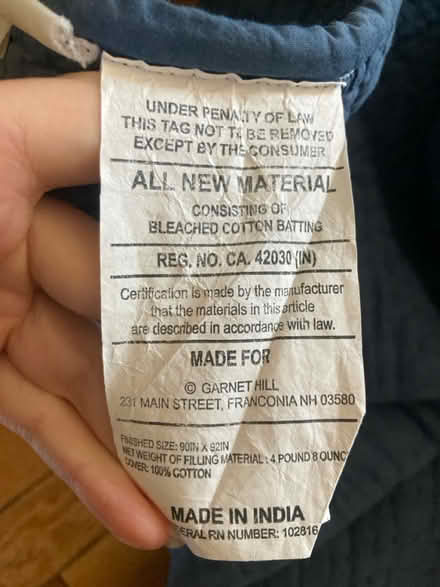 UNDER PENALTY OF LAW
THIS TAG NOT TO BE REMOVED
EXCEPT BY THE CONSUMER
ALL NEW MATERIAL
CONSISTING OF
BLEACHED COTTON BATTING
REG. NO. CA. 42030 (IN)
Certification is made by the manufacturer
that the materials in this article
are described in accordance with law.
MADE FOR
© GARNET HILL
231 MAIN STREET, FRANCONIA NH 03580
FINISHED SIZE: 90IN X 92IN
NET WEIGHT OF FILLING MATERIAL: 4 POUND 8 OUNC
COVER: 100% COTTON
MADE IN INDIA
ERAL RN NUMBER: 102816